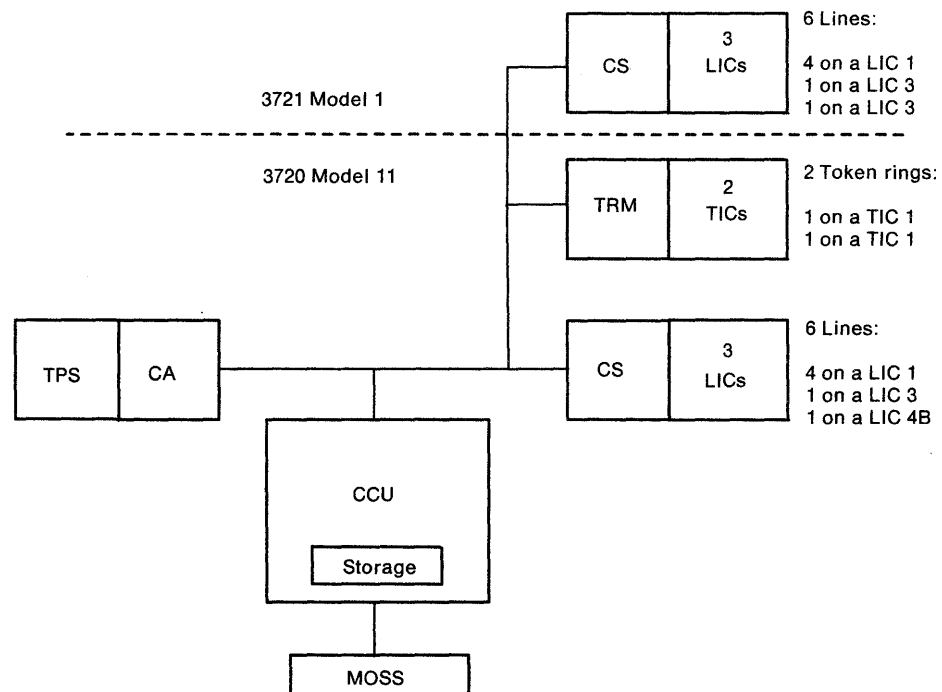 6 Lines:
3
CS
LICs
4 on a LIC 1
1 on a LIC 3
1 on a LIC 3
3721 Model 1
3720 Model 11
2 Token rings:
2
TRM
TICs
1 on a TIC 1
1 on a TIC 1
6 Lines:
3
TPS
CA
CS
LICs
4 on a LIC 1
1 on a LIC 3
1 on a LIC 4B
CCU
Storage
MOSS